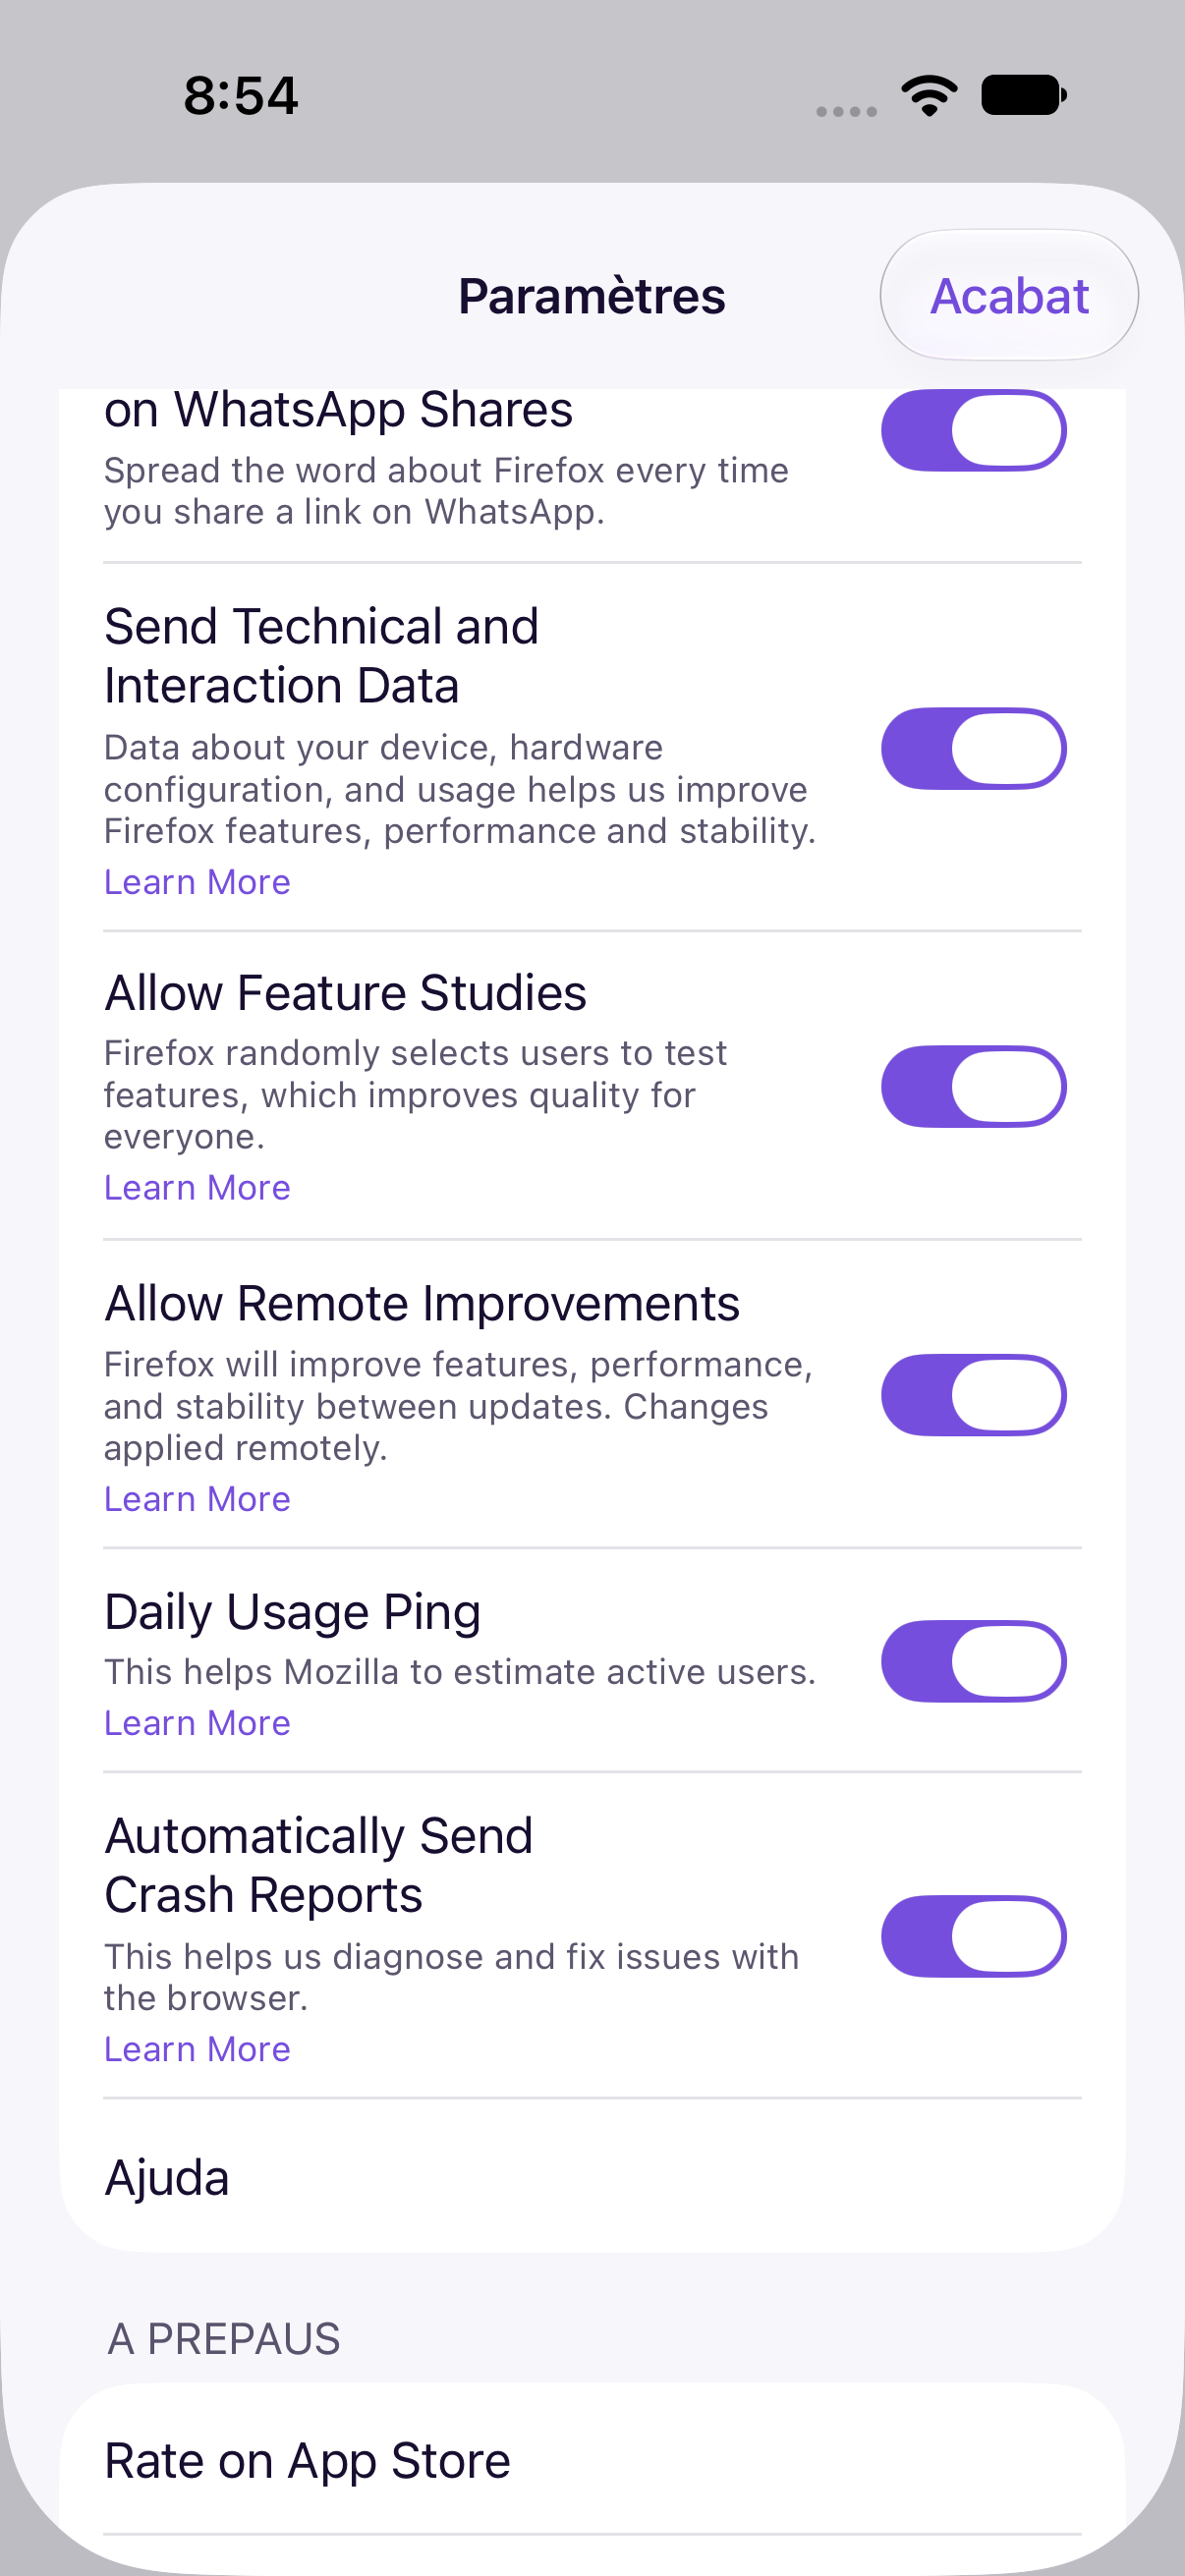 8:54
Paramètres
Acabat
on WhatsApp Shares
Spread the word about Firefox every time
you share a link on WhatsApp.
Send Technical and
Interaction Data
Data about your device, hardware
configuration, and usage helps us improve
Firefox features, performance and stability.
Learn More
Allow Feature Studies
Firefox randomly selects users to test
features, which improves quality for
everyone.
Learn More
Allow Remote Improvements
Firefox will improve features, performance,
and stability between updates. Changes
applied remotely.
Learn More
Daily Usage Ping
This helps Mozilla to estimate active users.
Learn More
Automatically Send
Crash Reports
This helps us diagnose and fix issues with
the browser.
Learn More
Ajuda
A PREPAUS
Rate on App Store